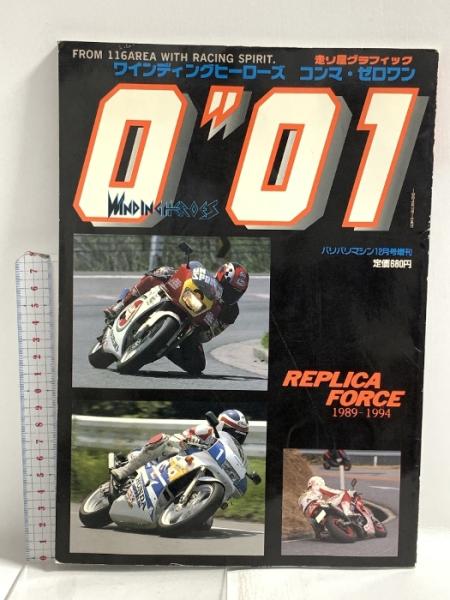 FROM 116AREA WITH RACING SPIRIT.
走り屋グラフィック
ワインディングヒーローズ コンマ・ゼロワン
0"01
WINDING HEROES
バリバリマシン12月号増刊
定価680円
REPLICA
FORCE
1989-1994